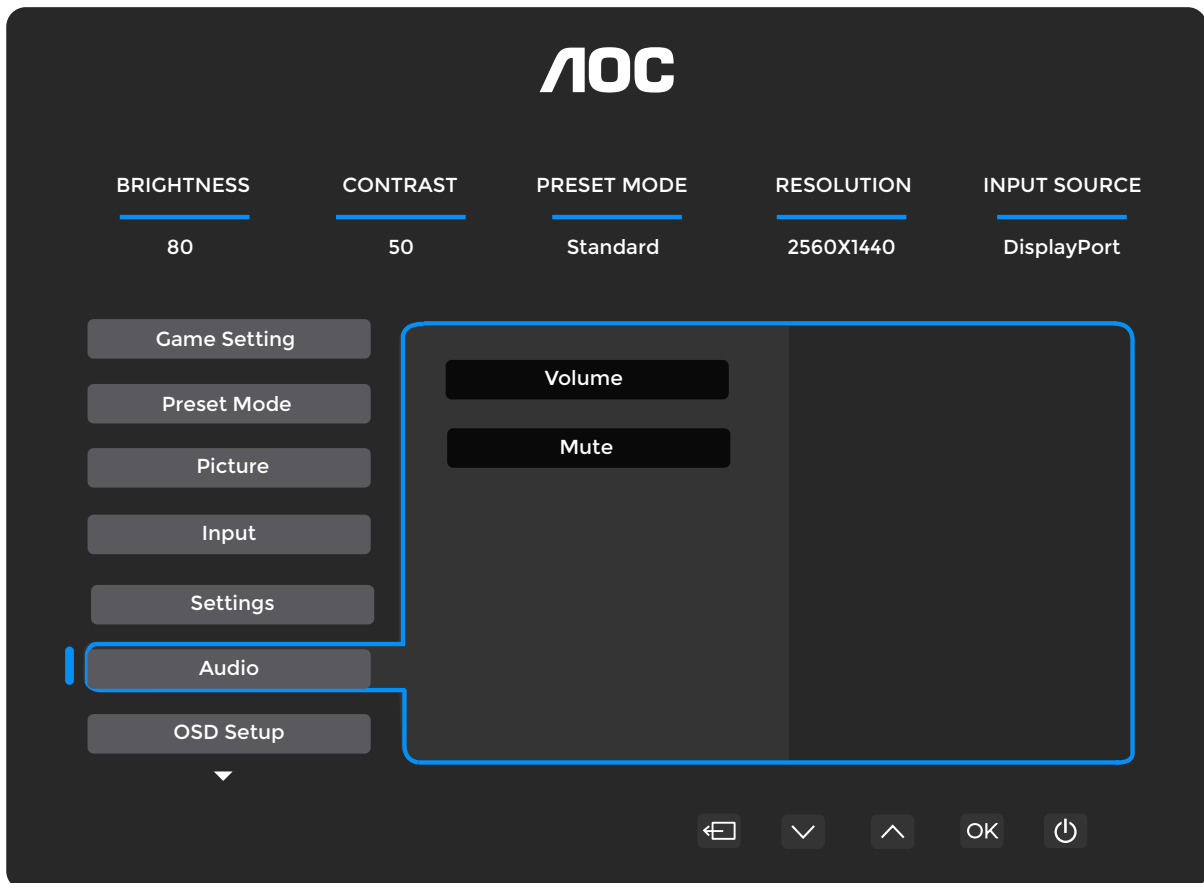 AOC
BRIGHTNESS CONTRAST PRESET MODE RESOLUTION INPUT SOURCE
80 50 Standard 2560X1440 DisplayPort
Game Setting
Preset Mode
Picture
Input
Settings
Audio
OSD Setup
Volume
Mute
OK